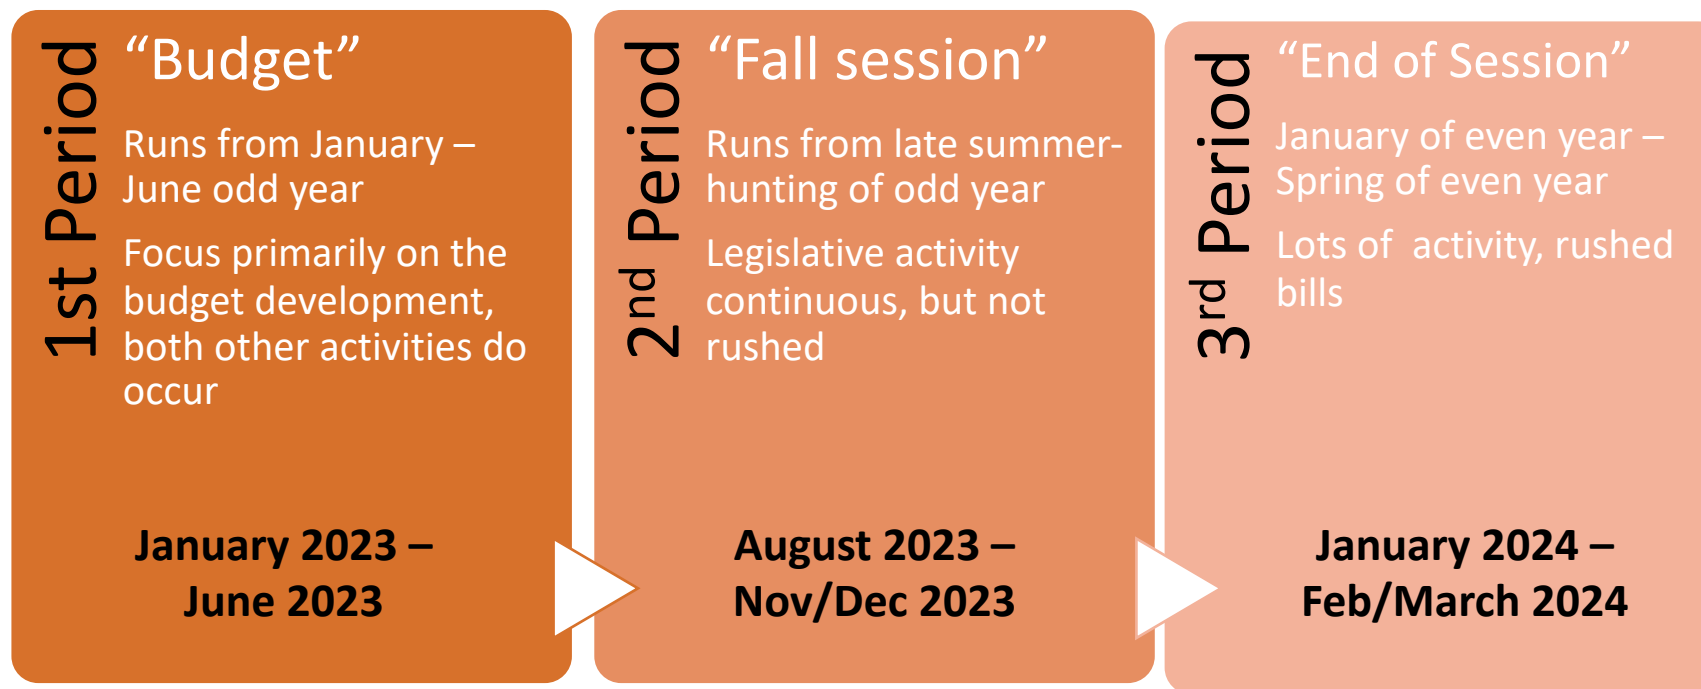 1st Period
“Budget”
Runs from January –
June odd year
Focus primarily on the
budget development,
both other activities do
occur
January 2023 –
June 2023
2nd Period
“Fall session”
Runs from late summer-
hunting of odd year
Legislative activity
continuous, but not
rushed
August 2023 –
Nov/Dec 2023
3rd Period
“End of Session”
January of even year –
Spring of even year
Lots of  activity, rushed
bills
January 2024 –
Feb/March 2024